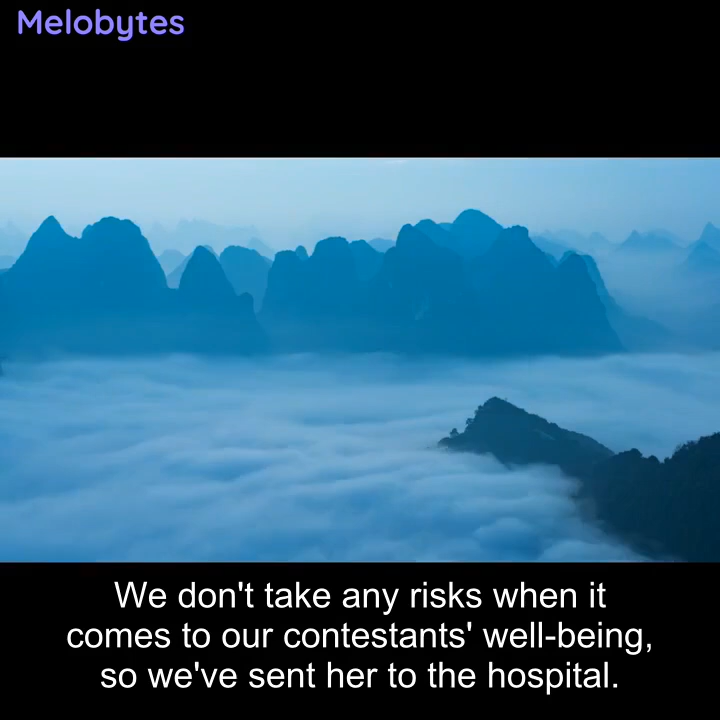 Melobytes
We don't take any risks when it
comes to our contestants' well-being,
so we've sent her to the hospital.